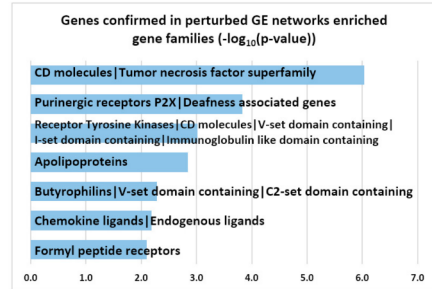 Genes confirmed in perturbed GE networks enriched
gene families (-log10(p-value))
CD molecules|Tumor necrosis factor superfamily
Purinergic receptors P2X|Deafness associated genes
Receptor Tyrosine Kinases|CD molecules|V-set domain containing|
I-set domain containing|Immunoglobulin like domain containing
Apolipoproteins
Butyrophilins|V-set domain containing|C2-set domain containing
Chemokine ligands|Endogenous ligands
Formyl peptide receptors
0.0 1.0 2.0 3.0 4.0 5.0 6.0 7.0